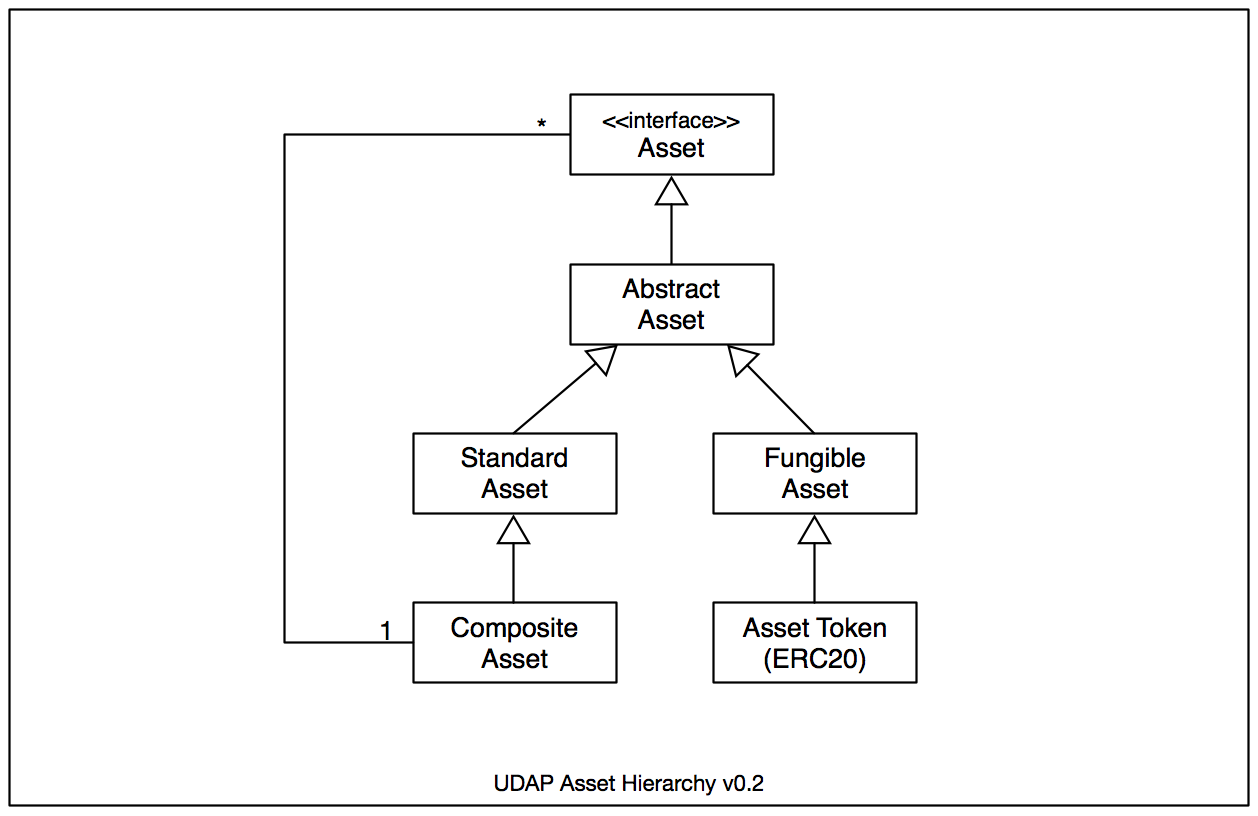 *
<<interface>>
Asset
Abstract
Asset
Standard
Asset
Fungible
Asset
1
Composite
Asset
Asset Token
(ERC20)
UDAP Asset Hierarchy v0.2